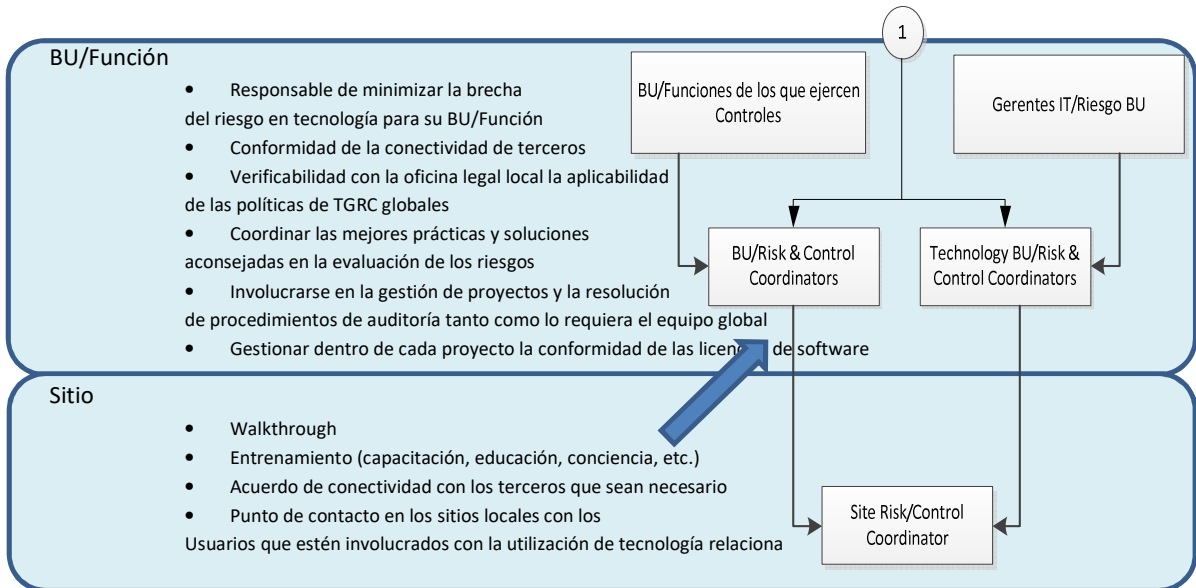 1
BU/Función
• Responsable de minimizar la brecha
del riesgo en tecnología para su BU/Función
• Conformidad de la conectividad de terceros
• Verificabilidad con la oficina legal local la aplicabilidad
de las políticas de TGRC globales
• Coordinar las mejores prácticas y soluciones
aconsejadas en la evaluación de los riesgos
• Involucrarse en la gestión de proyectos y la resolución
de procedimientos de auditoría tanto como lo requiera el equipo global
• Gestionar dentro de cada proyecto la conformidad de las de software
BU/Funciones de los que ejercen
Controles
Gerentes IT/Riesgo BU
BU/Risk & Control
Coordinators
Technology BU/Risk &
Control Coordinators
Sitio
• Walkthrough
• Entrenamiento (capacitación, educación, conciencia, etc.)
• Acuerdo de conectividad con los terceros que sean necesario
• Punto de contacto en los sitios locales con los
Usuarios que estén involucrados con la utilización de tecnología relaciona
Site Risk/Control
Coordinator